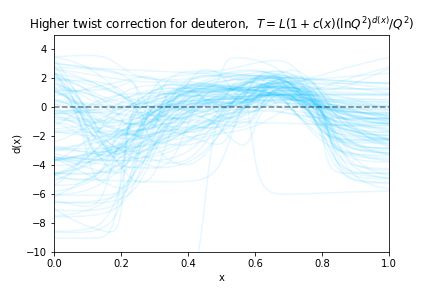 Higher twist correction for deuteron, $T = L(1 + c(x)(\ln Q^2)^{d(x)}/Q^2)$
d(x)
4
2
0
−2
−4
−6
−8
−10
0.0 0.2 0.4 0.6 0.8 1.0
x